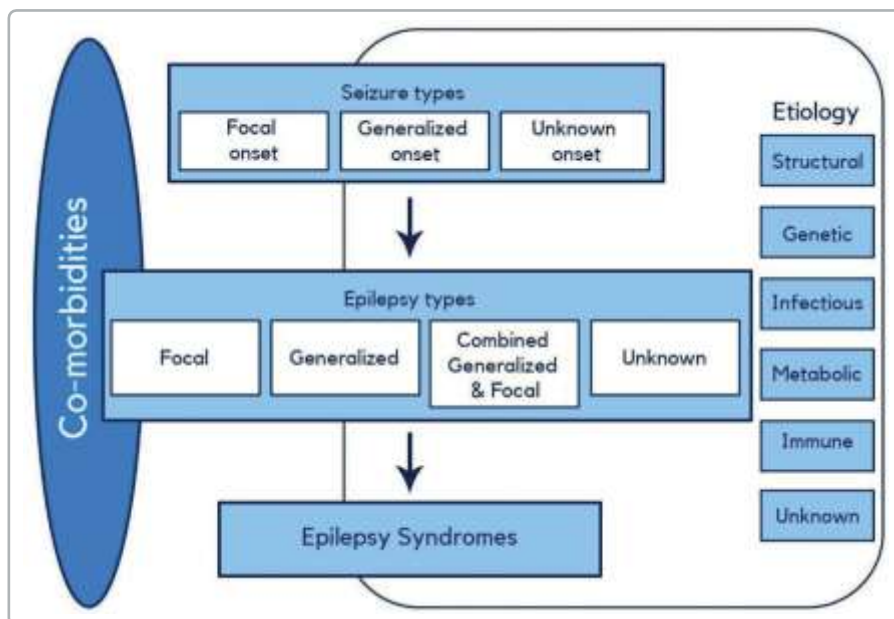 Co-morbidities
Seizure types
Focal
onset
Generalized
onset
Unknown
onset
Epilepsy types
Focal
Generalized
Combined
Generalized
& Focal
Unknown
Epilepsy Syndromes
Etiology
Structural
Genetic
Infectious
Metabolic
Immune
Unknown